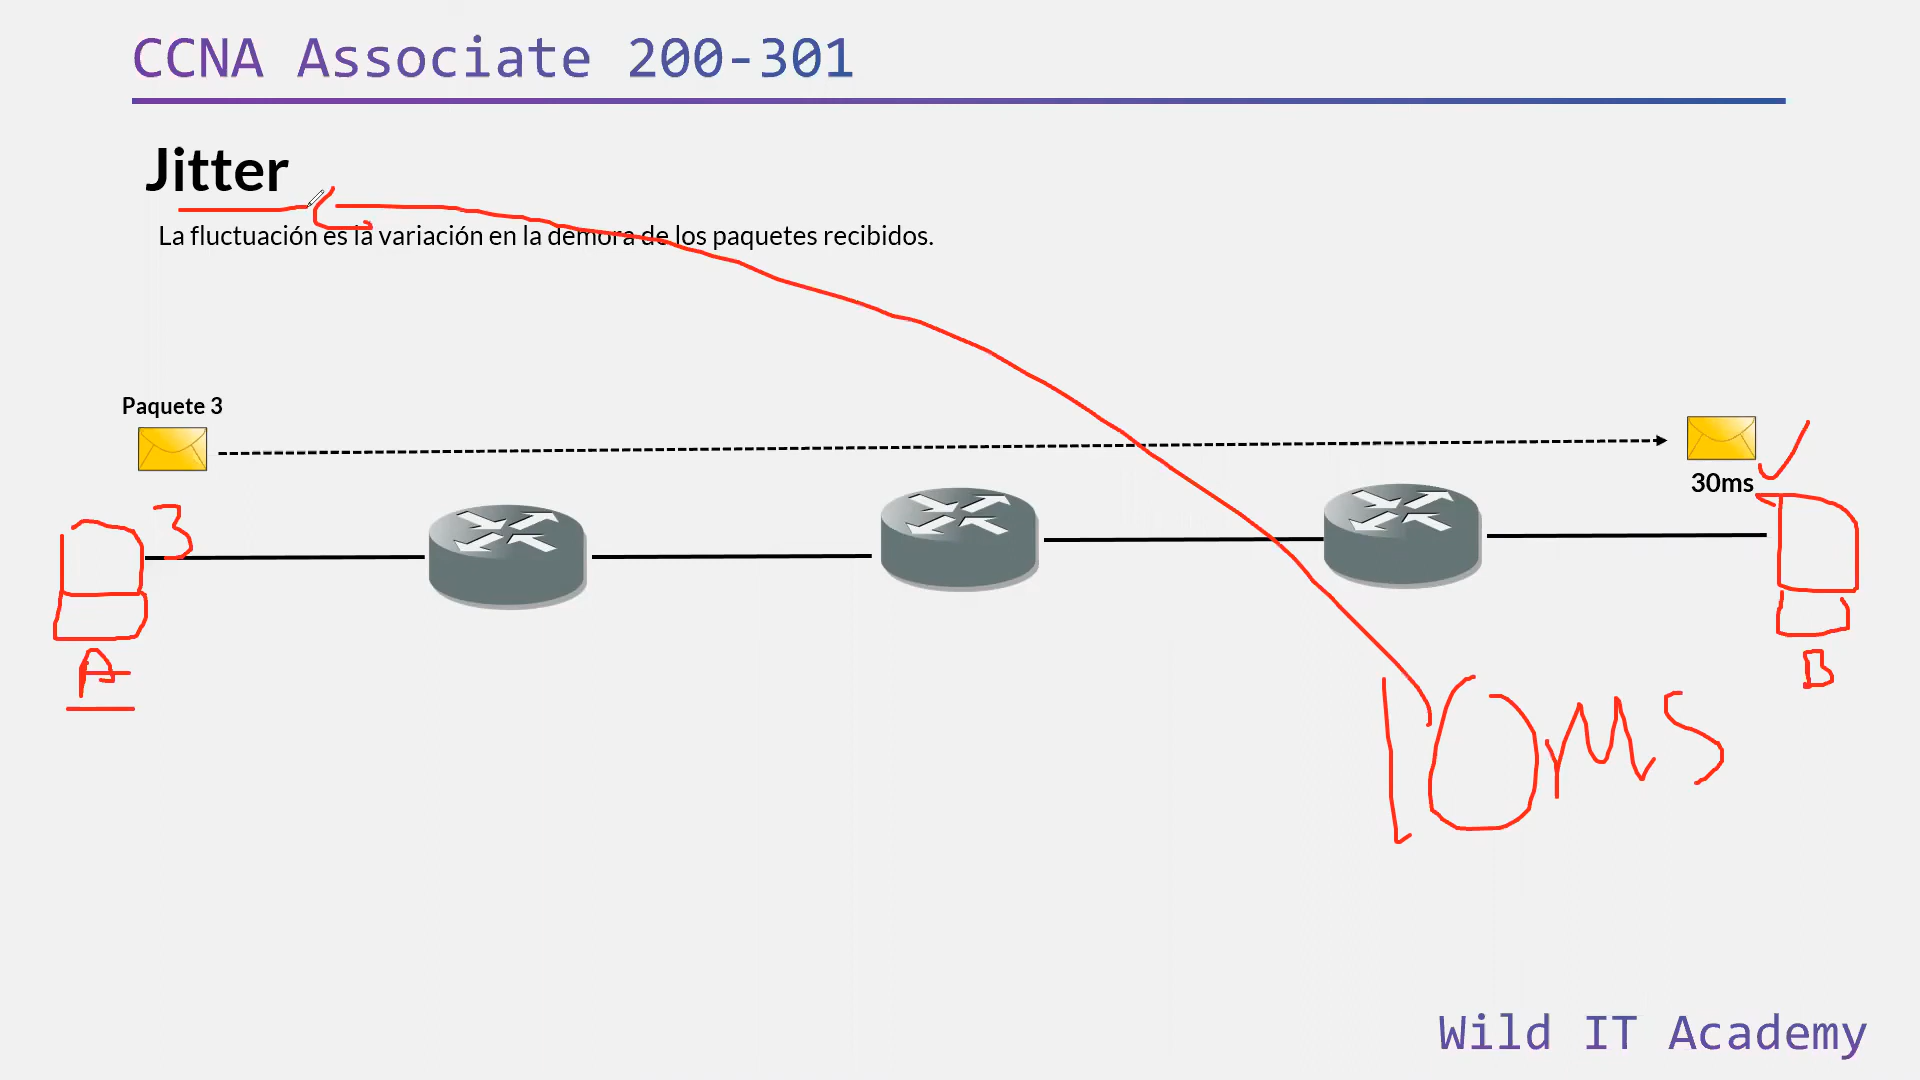 CCNA Associate 200-301
Jitter
La fluctuación es la variación en la demora de los paquetes recibidos.
Paquete 3
30ms
3
A
B
10ms
Wild IT Academy